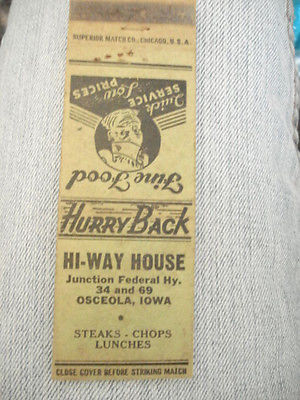 SUPERIOR MATCH CO., CHICAGO, U.S.A.
Quick
SERVICE
Low
PRICES
Fine Food
HURRY BACK
HI-WAY HOUSE
Junction Federal Hy.
34 and 69
OSCEOLA, IOWA
STEAKS - CHOPS
LUNCHES
CLOSE COVER BEFORE STRIKING MATCH